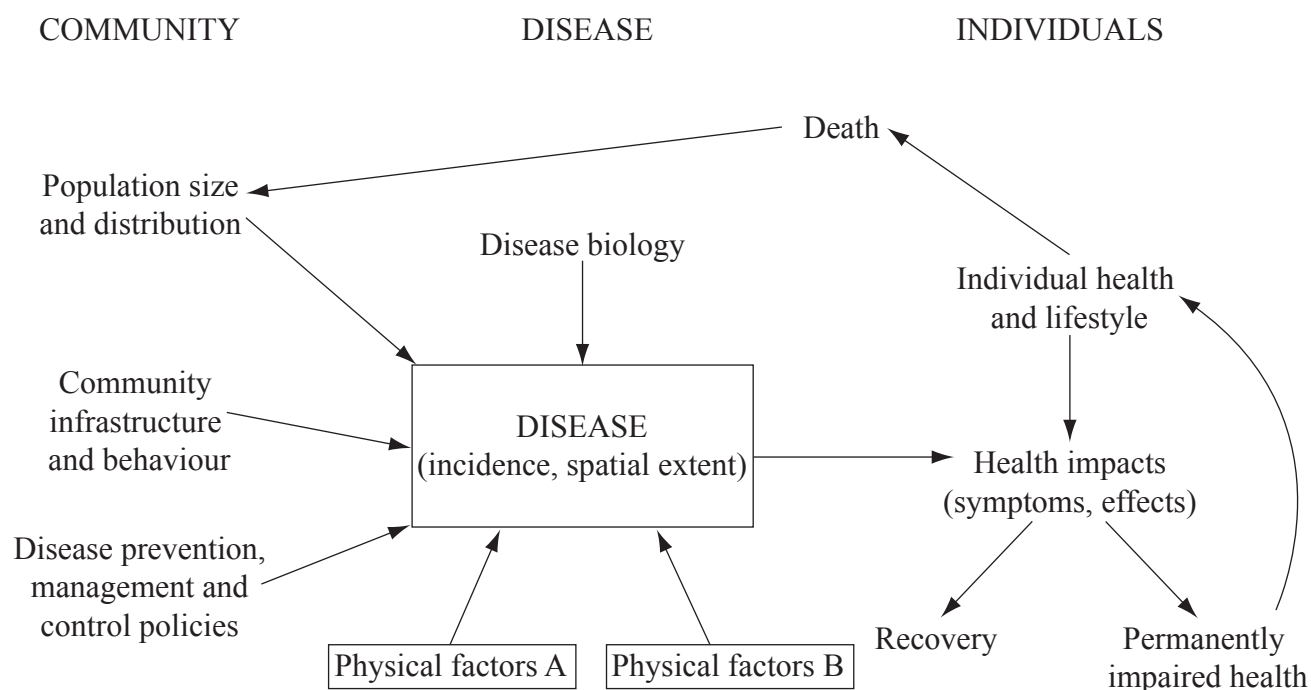 COMMUNITY
DISEASE
INDIVIDUALS
Death
Population size
and distribution
Disease biology
Individual health
and lifestyle
Community
infrastructure
and behaviour
DISEASE
(incidence, spatial extent)
Health impacts
(symptoms, effects)
Disease prevention,
management and
control policies
Recovery
Permanently
impaired health
Physical factors A
Physical factors B